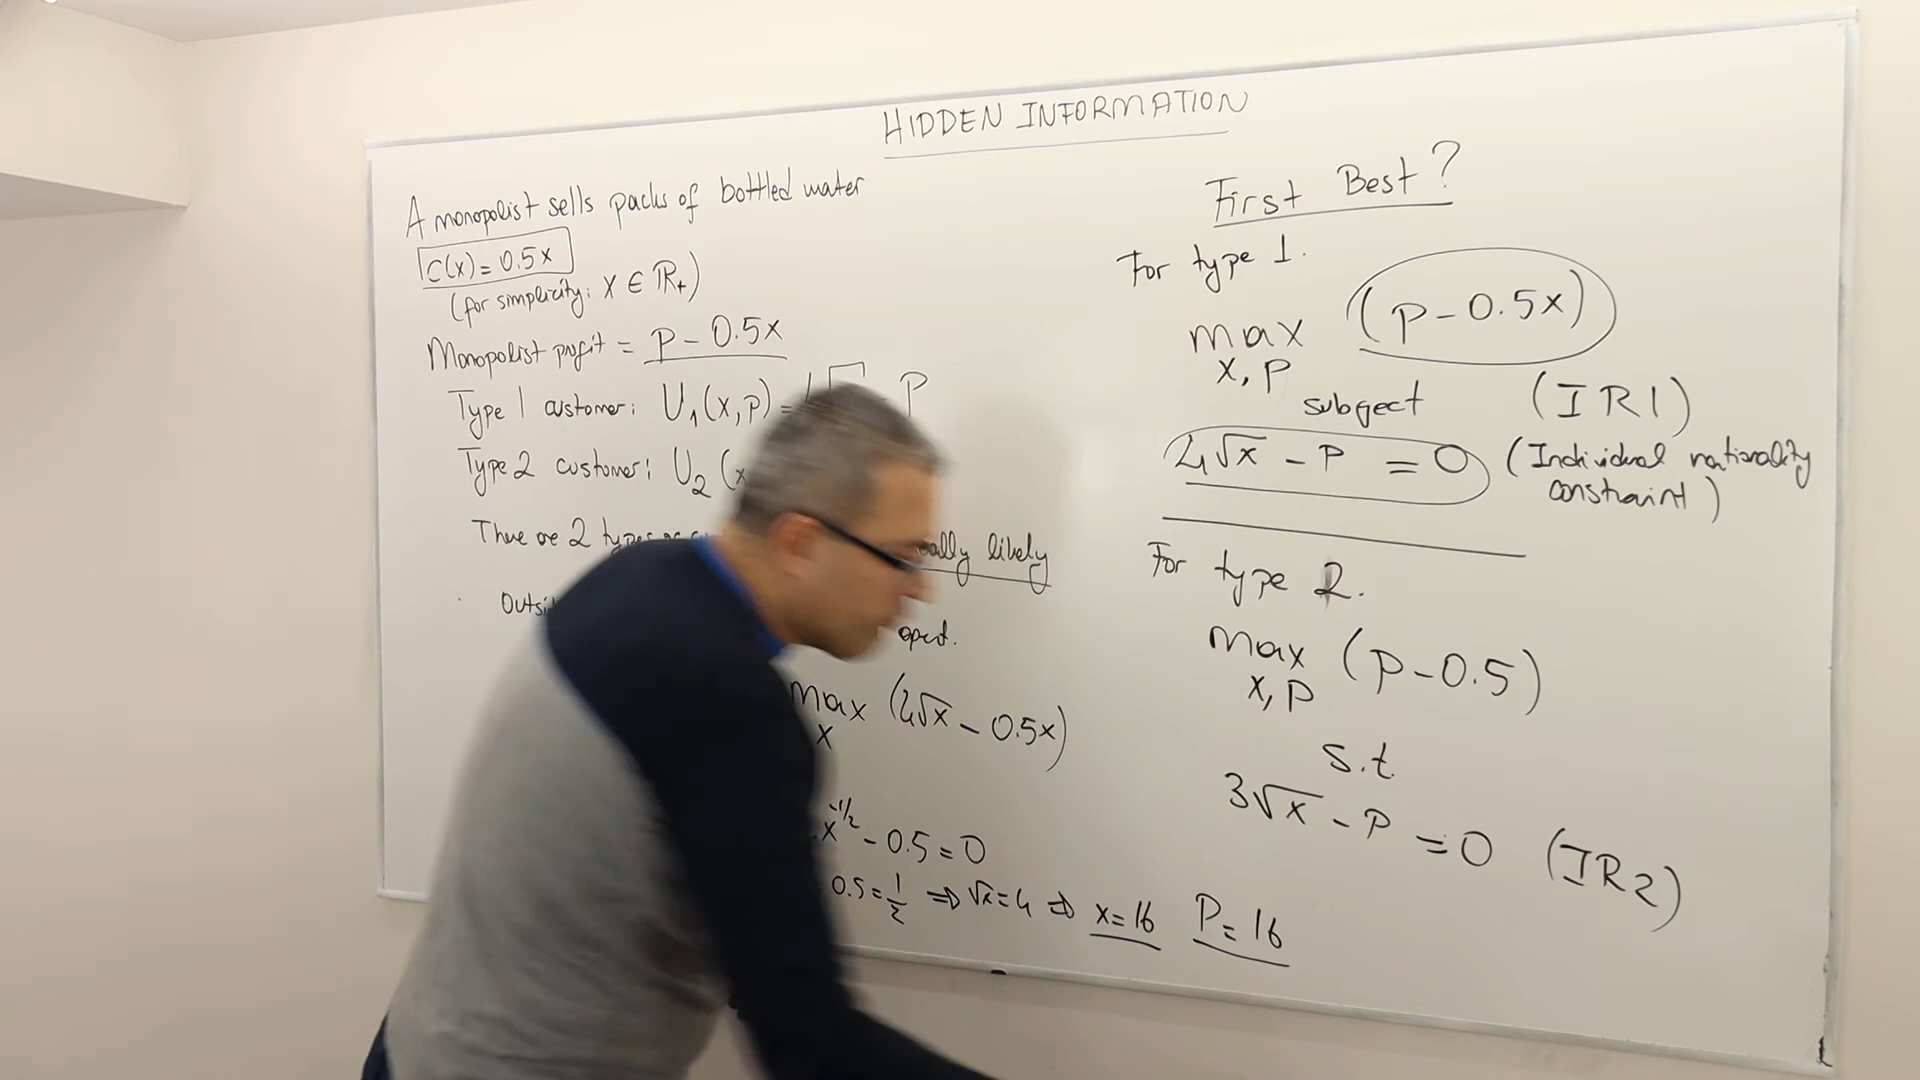 HIDDEN INFORMATION
A monopolist sells packs of bottled water
C(x) = 0.5x
(for simplicity: x ∈ ℝ₊)
Monopolist profit = p - 0.5x
Type 1 customer: U₁(x,p) = P
Type 2 customer: U₂(x
There are 2 types likely
Outsi
max (4√x - 0.5x)
x
x^-1/2 - 0.5 = 0
0.5 = 1/2 ⇒ √x = 4 ⇒ x = 16 P = 16
First Best?
For type 1.
max (p - 0.5x)
x, p
subject (IR1)
4√x - P = 0 (Individual rationality
constraint)
For type 2.
max (p - 0.5)
x, p
s.t.
3√x - P = 0 (IR2)